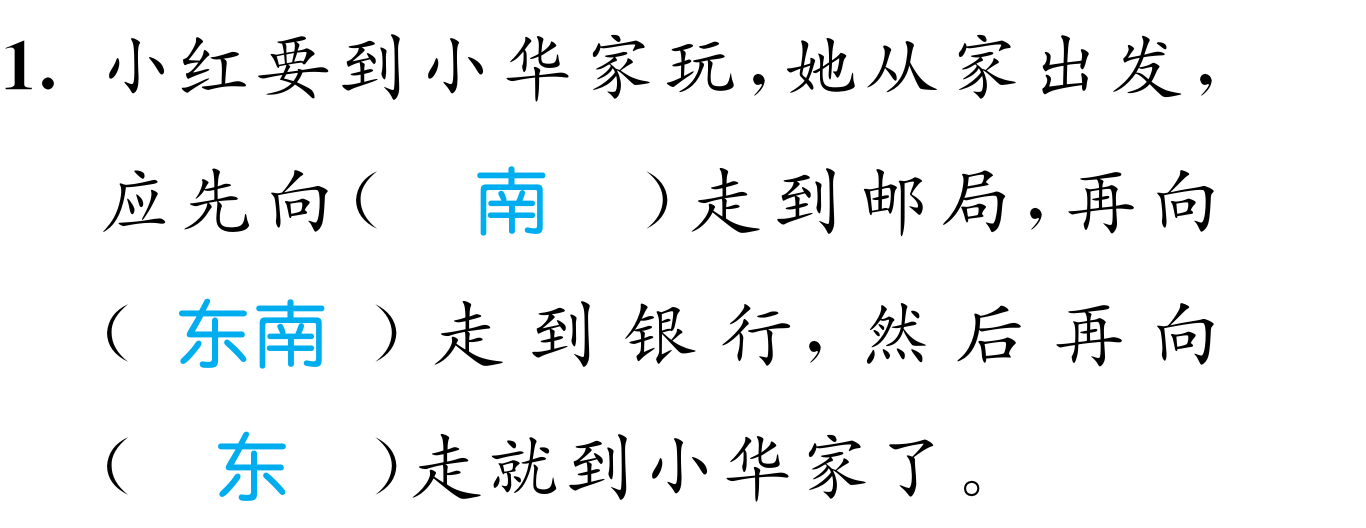 1. 小红要到小华家玩,她从家出发,
应先向( 南 )走到邮局,再向
( 东南 )走到银行,然后再向
( 东 )走就到小华家了。